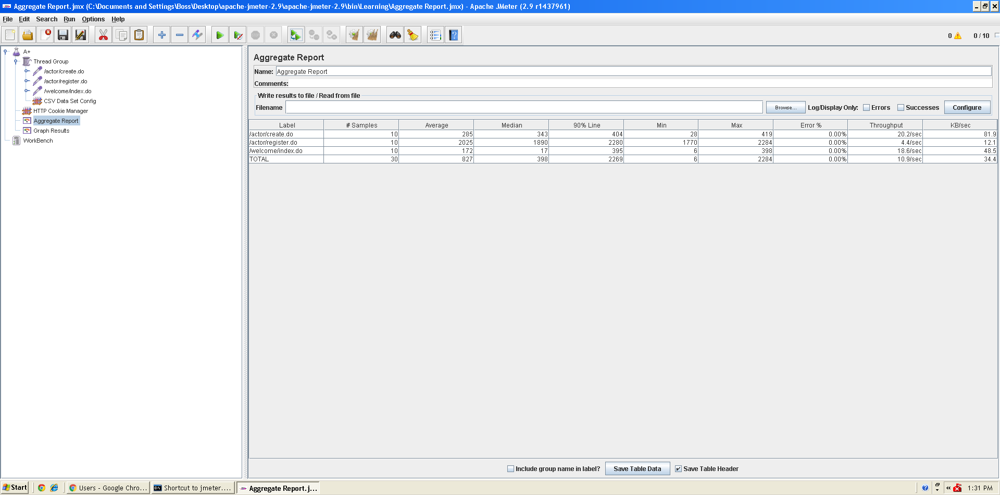 Aggregate Report.jmx (C:\Documents and Settings\Boss\Desktop\apache-jmeter-2.9\apache-jmeter-2.9\bin\Learning\Aggregate Report.jmx) - Apache JMeter (2.9 r1437961)
File Edit Search Run Options Help
0 0 / 10
A+
Thread Group
/actor/create.do
/actor/register.do
/welcome/index.do
CSV Data Set Config
HTTP Cookie Manager
Aggregate Report
Graph Results
WorkBench
Aggregate Report
Name: Aggregate Report
Comments:
Write results to file / Read from file
Filename Browse... Log/Display Only: Errors Successes Configure
Label # Samples Average Median 90% Line Min Max Error % Throughput KB/sec
/actor/create.do 10 285 343 404 28 419 0.00% 20.2/sec 81.9
/actor/register.do 10 2025 1890 2280 1770 2284 0.00% 4.4/sec 12.1
/welcome/index.do 10 172 17 395 6 398 0.00% 18.6/sec 48.5
TOTAL 30 827 398 2269 6 2284 0.00% 10.9/sec 34.4
Include group name in label? Save Table Data Save Table Header
Start Users - Google Chro... Shortcut to jmeter.... Aggregate Report.j... 1:31 PM